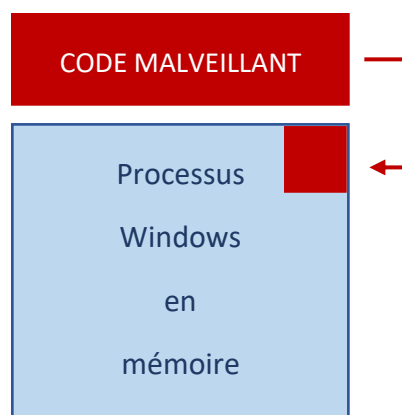 CODE MALVEILLANT
Processus
Windows
en
mémoire